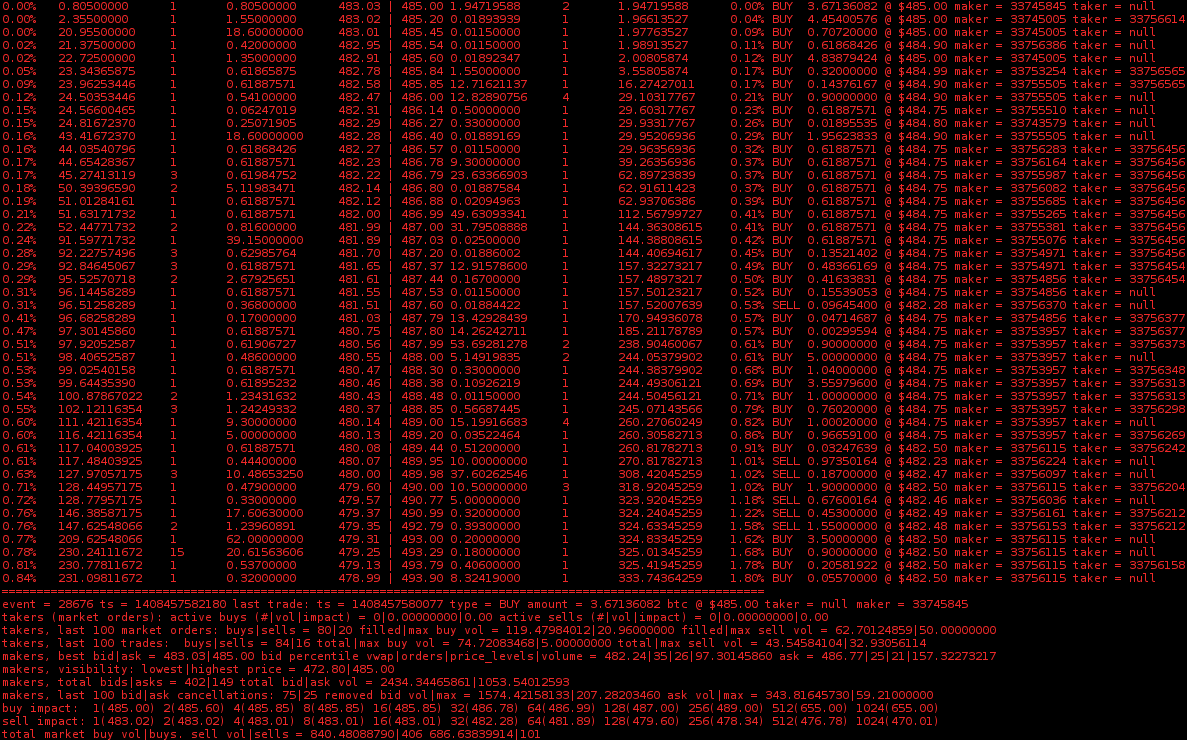 0.00% 0.80500000 1 0.80500000 483.03 | 485.00 1.94719588 2 1.94719588 0.00% BUY 3.67136082 @ $485.00 maker = 33745845 taker = null
0.00% 2.35500000 1 1.55000000 483.02 | 485.20 0.01893939 1 1.96613527 0.04% BUY 4.45400576 @ $485.00 maker = 33745005 taker = 33756614
0.00% 20.95500000 1 18.60000000 483.01 | 485.45 0.01150000 1 1.97763527 0.09% BUY 0.70720000 @ $485.00 maker = 33745005 taker = null
0.02% 21.37500000 1 0.42000000 482.95 | 485.54 0.01150000 1 1.98913527 0.11% BUY 0.61868426 @ $484.90 maker = 33756386 taker = null
0.02% 22.72500000 1 1.35000000 482.91 | 485.60 0.01892347 1 2.00805874 0.12% BUY 4.83879424 @ $485.00 maker = 33745005 taker = null
0.05% 23.34365875 1 0.61865875 482.78 | 485.84 1.55000000 1 3.55805874 0.17% BUY 0.32000000 @ $484.99 maker = 33753254 taker = 33756565
0.09% 23.96253446 1 0.61887571 482.58 | 485.85 12.71621137 1 16.27427011 0.17% BUY 0.14376167 @ $484.90 maker = 33755505 taker = 33756565
0.12% 24.50353446 1 0.54100000 482.47 | 486.00 12.82890756 4 29.10317767 0.21% BUY 0.90000000 @ $484.90 maker = 33755505 taker = null
0.15% 24.56600465 1 0.06247019 482.31 | 486.14 0.50000000 1 29.60317767 0.23% BUY 0.61887571 @ $484.75 maker = 33755510 taker = null
0.15% 24.81672370 1 0.25071905 482.29 | 486.27 0.33000000 1 29.93317767 0.26% BUY 0.01895535 @ $484.80 maker = 33743579 taker = null
0.16% 43.41672370 1 18.60000000 482.28 | 486.40 0.01889169 1 29.95206936 0.29% BUY 1.95623833 @ $484.90 maker = 33755505 taker = null
0.16% 44.03540796 1 0.61868426 482.27 | 486.57 0.01150000 1 29.96356936 0.32% BUY 0.61887571 @ $484.75 maker = 33756283 taker = 33756456
0.17% 44.65428367 1 0.61887571 482.23 | 486.78 9.30000000 1 39.26356936 0.37% BUY 0.61887571 @ $484.75 maker = 33756164 taker = 33756456
0.17% 45.27413119 3 0.61984752 482.22 | 486.79 23.63366903 1 62.89723839 0.37% BUY 0.61887571 @ $484.75 maker = 33755987 taker = 33756456
0.18% 50.39396590 2 5.11983471 482.14 | 486.80 0.01887584 1 62.91611423 0.37% BUY 0.61887571 @ $484.75 maker = 33756082 taker = 33756456
0.19% 51.01284161 1 0.61887571 482.12 | 486.88 0.02094963 1 62.93706386 0.39% BUY 0.61887571 @ $484.75 maker = 33755685 taker = 33756456
0.21% 51.63171732 1 0.61887571 482.00 | 486.99 49.63093341 1 112.56799727 0.41% BUY 0.61887571 @ $484.75 maker = 33755265 taker = 33756456
0.22% 52.44771732 2 0.81600000 481.99 | 487.00 31.79508888 1 144.36308615 0.41% BUY 0.61887571 @ $484.75 maker = 33755381 taker = 33756456
0.24% 91.59771732 1 39.15000000 481.89 | 487.03 0.02500000 1 144.38808615 0.42% BUY 0.61887571 @ $484.75 maker = 33755076 taker = 33756456
0.28% 92.22757496 3 0.62985764 481.70 | 487.20 0.01886002 1 144.40694617 0.45% BUY 0.13521402 @ $484.75 maker = 33754971 taker = 33756456
0.29% 92.84645067 3 0.61887571 481.65 | 487.37 12.91578600 1 157.32273217 0.49% BUY 0.48366169 @ $484.75 maker = 33754971 taker = 33756454
0.29% 95.52570718 2 2.67925651 481.61 | 487.44 0.16700000 1 157.48973217 0.50% BUY 0.41633831 @ $484.75 maker = 33754856 taker = 33756454
0.31% 96.14458289 1 0.61887571 481.55 | 487.53 0.01150000 1 157.50123217 0.52% BUY 0.15539053 @ $484.75 maker = 33754856 taker = null
0.31% 96.51258289 1 0.36800000 481.51 | 487.60 0.01884422 1 157.52007639 0.53% SELL 0.09645400 @ $482.28 maker = 33756370 taker = null
0.41% 96.68258289 1 0.17000000 481.03 | 487.79 13.42928439 1 170.94936078 0.57% BUY 0.04714687 @ $484.75 maker = 33754856 taker = 33756377
0.47% 97.30145860 1 0.61887571 480.75 | 487.80 14.26242711 1 185.21178789 0.57% BUY 0.00299594 @ $484.75 maker = 33753957 taker = 33756377
0.51% 97.92052587 1 0.61906727 480.56 | 487.99 53.69281278 2 238.90460067 0.61% BUY 0.90000000 @ $484.75 maker = 33753957 taker = 33756373
0.51% 98.40652587 1 0.48600000 480.55 | 488.00 5.14919835 2 244.05379902 0.61% BUY 5.00000000 @ $484.75 maker = 33753957 taker = null
0.53% 99.02540158 1 0.61887571 480.47 | 488.30 0.33000000 1 244.38379902 0.68% BUY 1.04000000 @ $484.75 maker = 33753957 taker = 33756348
0.53% 99.64435390 1 0.61895232 480.46 | 488.38 0.10926219 1 244.49306121 0.69% BUY 3.55979600 @ $484.75 maker = 33753957 taker = 33756313
0.54% 100.87867022 2 1.23431632 480.43 | 488.48 0.01150000 1 244.50456121 0.71% BUY 1.00000000 @ $484.75 maker = 33753957 taker = 33756313
0.55% 102.12116354 3 1.24249332 480.37 | 488.85 0.56687445 1 245.07143566 0.79% BUY 0.76020000 @ $484.75 maker = 33753957 taker = 33756298
0.60% 111.42116354 1 9.30000000 480.14 | 489.00 15.19916683 4 260.27060249 0.82% BUY 1.00020000 @ $484.75 maker = 33753957 taker = null
0.60% 116.42116354 1 5.00000000 480.13 | 489.20 0.03522464 1 260.30582713 0.86% BUY 0.96659100 @ $484.75 maker = 33753957 taker = 33756269
0.61% 117.04003925 1 0.61887571 480.08 | 489.44 0.51200000 1 260.81782713 0.91% BUY 0.03247639 @ $482.50 maker = 33756115 taker = 33756242
0.61% 117.48403925 1 0.44400000 480.07 | 489.95 10.00000000 1 270.81782713 1.01% SELL 0.97350164 @ $482.23 maker = 33756224 taker = null
0.63% 127.97057175 3 10.48653250 480.00 | 489.98 37.60262546 1 308.42045259 1.02% SELL 0.18700000 @ $482.47 maker = 33756097 taker = null
0.71% 128.44957175 1 0.47900000 479.60 | 490.00 10.50000000 3 318.92045259 1.02% BUY 1.90000000 @ $482.50 maker = 33756115 taker = 33756204
0.72% 128.77957175 1 0.33000000 479.57 | 490.77 5.00000000 1 323.92045259 1.18% SELL 0.67600164 @ $482.46 maker = 33756036 taker = null
0.76% 146.38587175 1 17.60630000 479.37 | 490.99 0.32000000 1 324.24045259 1.22% SELL 0.45300000 @ $482.49 maker = 33756161 taker = 33756212
0.76% 147.62548066 2 1.23960891 479.35 | 492.79 0.39300000 1 324.63345259 1.58% SELL 1.55000000 @ $482.48 maker = 33756153 taker = 33756212
0.77% 209.62548066 1 62.00000000 479.31 | 493.00 0.20000000 1 324.83345259 1.62% BUY 3.50000000 @ $482.50 maker = 33756115 taker = null
0.78% 230.24111672 15 20.61563606 479.25 | 493.29 0.18000000 1 325.01345259 1.68% BUY 0.90000000 @ $482.50 maker = 33756115 taker = null
0.81% 230.77811672 1 0.53700000 479.13 | 493.79 0.40600000 1 325.41945259 1.78% BUY 0.20581922 @ $482.50 maker = 33756115 taker = 33756158
0.84% 231.09811672 1 0.32000000 478.99 | 493.90 8.32419000 1 333.74364259 1.80% BUY 0.05570000 @ $482.50 maker = 33756115 taker = null
event = 28676 ts = 1408457582180 last trade: ts = 1408457580077 type = BUY amount = 3.67136082 btc @ $485.00 taker = null maker = 33745845
takers (market orders): active buys (#|vol|impact) = 0|0.00000000|0.00 active sells (#|vol|impact) = 0|0.00000000|0.00
takers, last 100 market orders: buys|sells = 80|20 filled|max buy vol = 119.47984012|20.96000000 filled|max sell vol = 62.70124859|50.00000000
takers, last 100 trades:  buys|sells = 84|16 total|max buy vol = 74.72083468|5.00000000 total|max sell vol = 43.54584104|32.93056114
makers, best bid|ask = 483.03|485.00 bid percentile vwap|orders|price_levels|volume = 482.24|35|26|97.30145860 ask = 486.77|25|21|157.32273217
makers, visibility: lowest|highest price = 472.80|485.00
makers, total bids|asks = 402|149 total bid|ask vol = 2434.34465861|1053.54012593
makers, last 100 bid|ask cancellations: 75|25 removed bid vol|max = 1574.42158133|207.28203460 ask vol|max = 343.81645730|59.21000000
buy impact:  1(485.00) 2(485.60) 4(485.85) 8(485.85) 16(485.85) 32(486.78) 64(486.99) 128(487.00) 256(489.00) 512(655.00) 1024(655.00)
sell impact: 1(483.02) 2(483.02) 4(483.01) 8(483.01) 16(483.01) 32(482.28) 64(481.89) 128(479.60) 256(478.34) 512(476.78) 1024(470.01)
total market buy vol|buys, sell vol|sells = 840.48088790|406 686.63839914|101